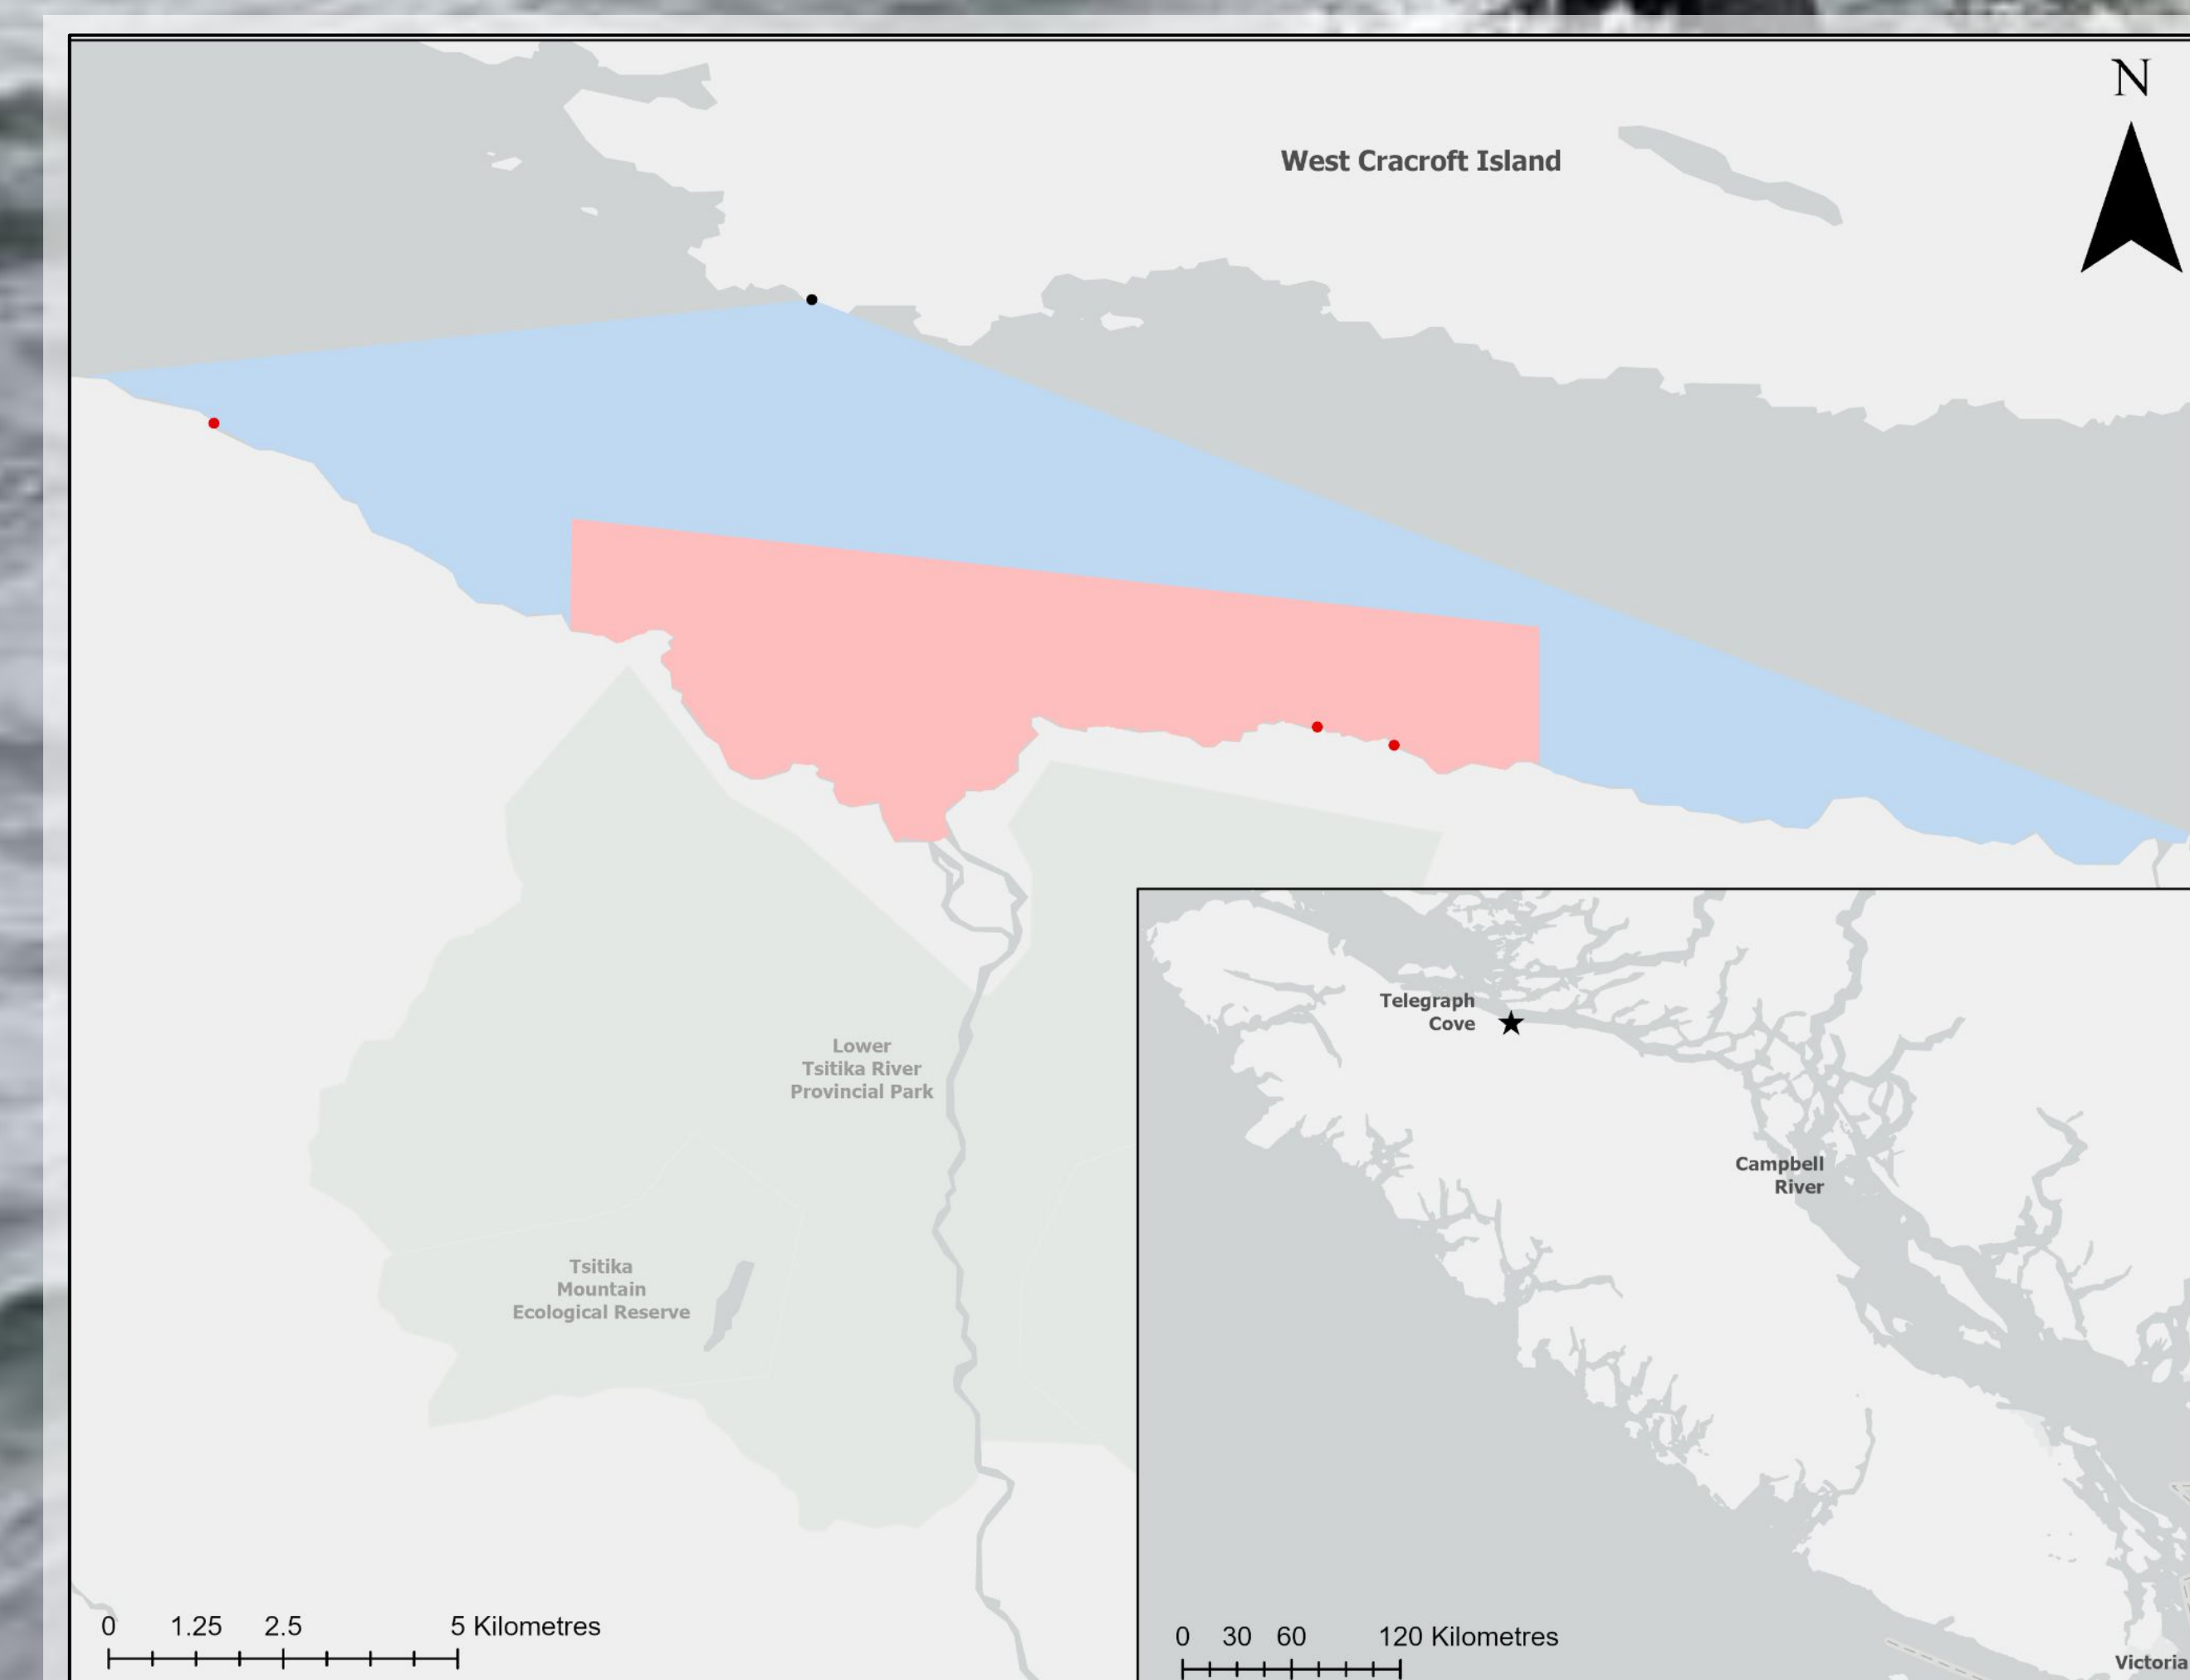 N
West Cracroft Island
Telegraph
Cove
Lower
Tsitika River
Provincial Park
Campbell
River
Tsitika
Mountain
Ecological Reserve
0 1.25 2.5 5 Kilometres
0 30 60 120 Kilometres
Victoria